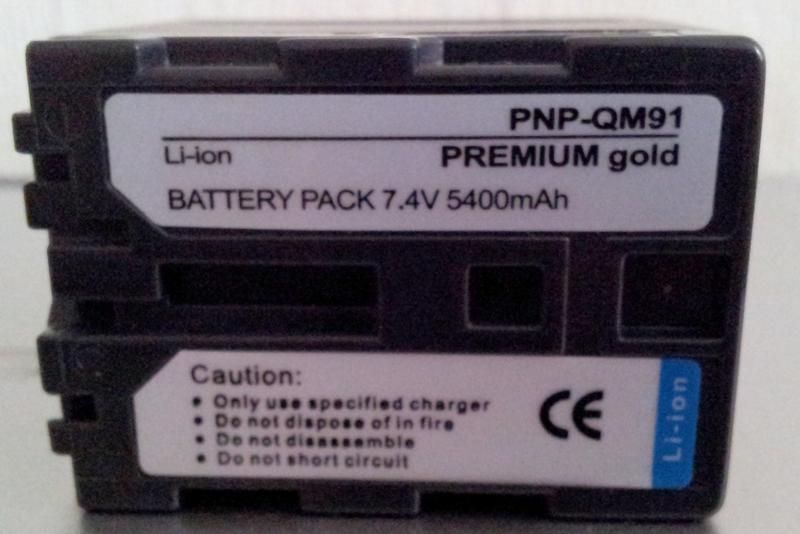 PNP-QM91
Li-ion PREMIUM gold
BATTERY PACK 7.4V 5400mAh
Caution:
• Only use specified charger
• Do not dispose of in fire
• Do not disasssemble
• Do not short circuit
CE
Li-ion